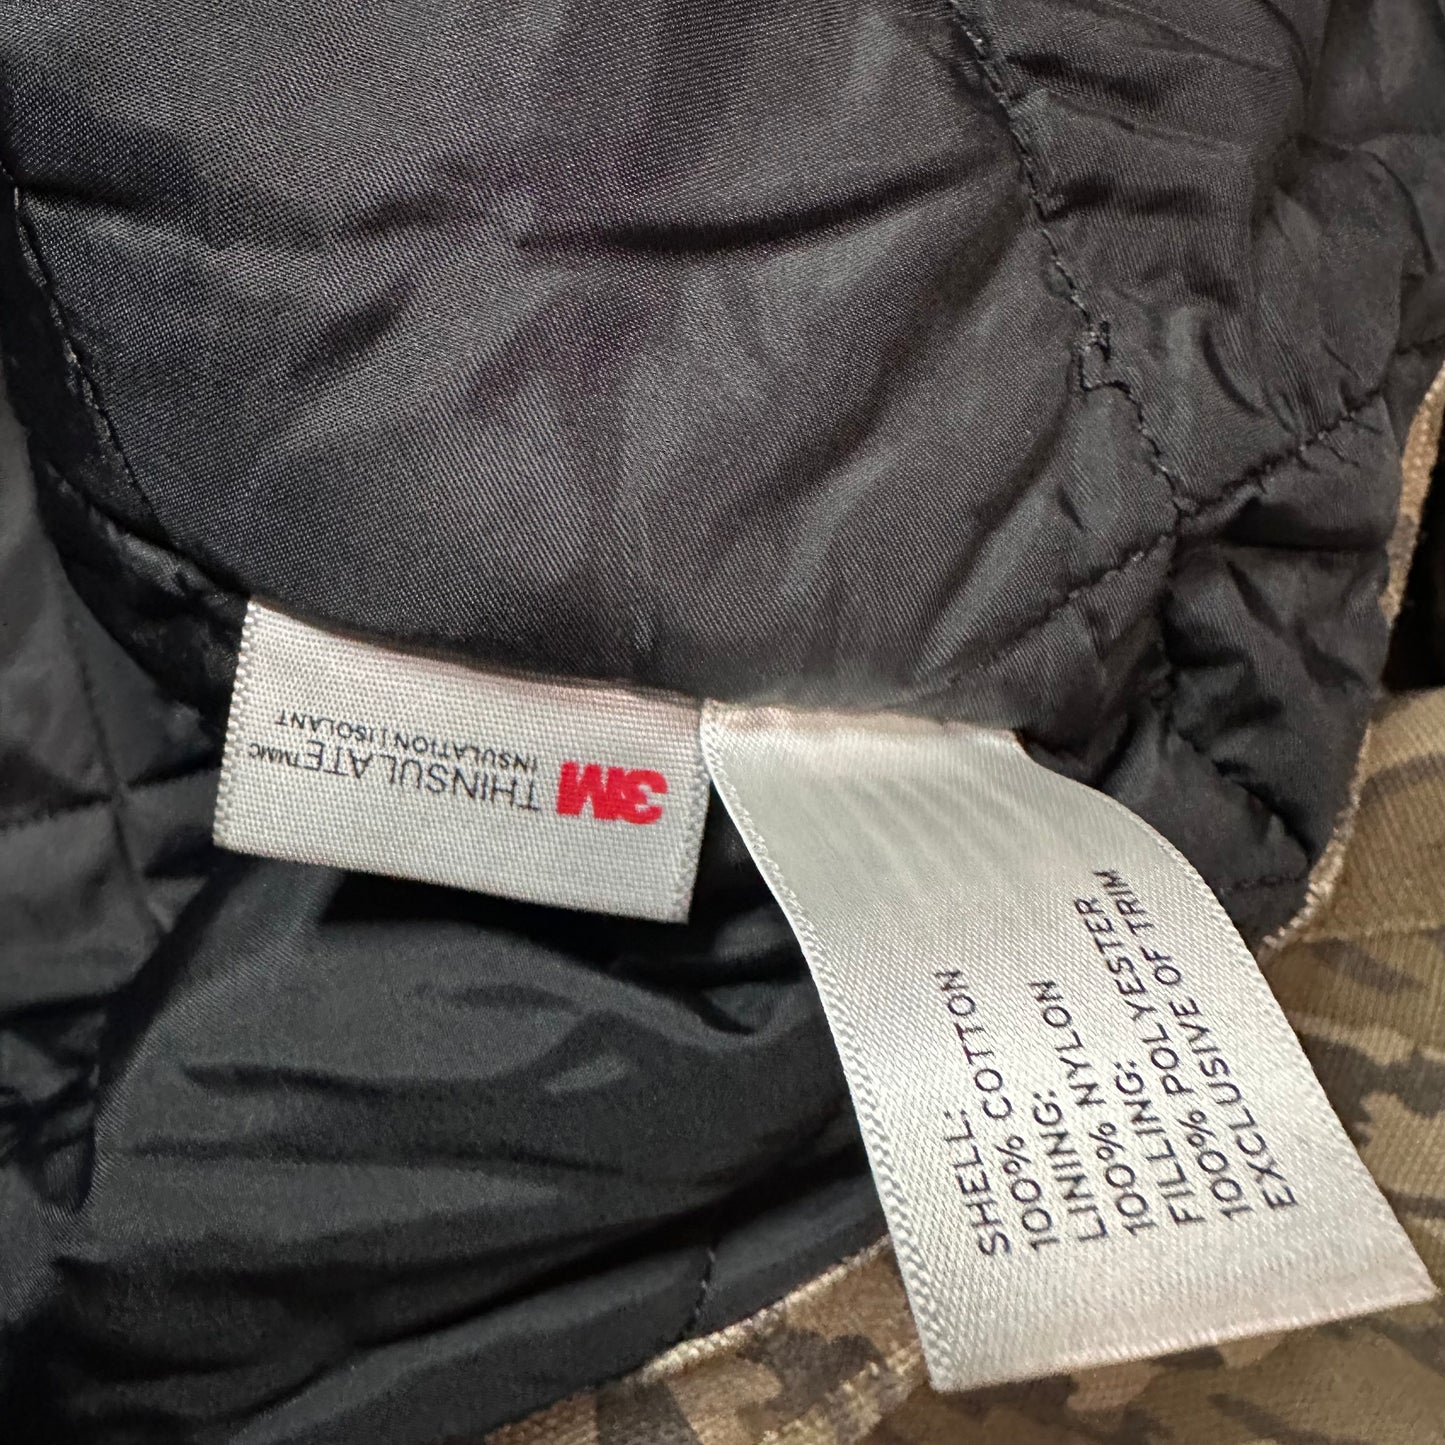 3M THINSULATE™/MC
INSULATION | ISOLANT
SHELL:
100% COTTON
LINING:
100% NYLON
FILLING:
100% POLYESTER
EXCLUSIVE OF TRIM